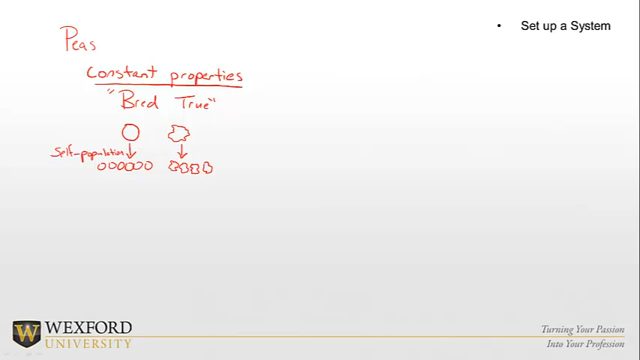 Peas
• Set up a System
Constant properties
"Bred True"
Self-population
WEXFORD
UNIVERSITY
Turning Your Passion
Into Your Profession